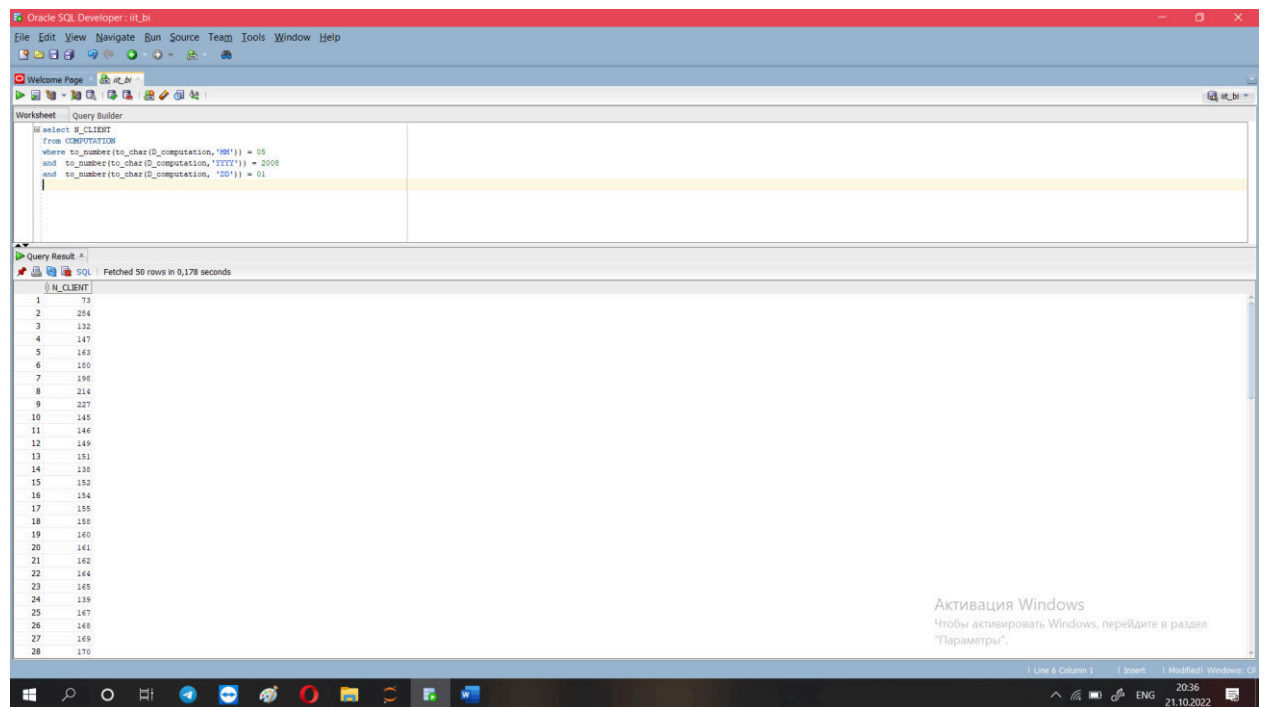 Oracle SQL Developer : iit_bi
File Edit View Navigate Run Source Team Tools Window Help
Welcome Page iit_bi
iit_bi
Worksheet Query Builder
select N_CLIENT
from COMPUTATION
where to_number(to_char(D_computation,'MM')) = 05
and to_number(to_char(D_computation,'YYYY')) = 2008
and to_number(to_char(D_computation, 'DD')) = 01
Query Result
SQL Fetched 50 rows in 0,178 seconds
N_CLIENT
1 73
2 284
3 132
4 147
5 163
6 180
7 198
8 214
9 227
10 145
11 146
12 149
13 151
14 138
15 152
16 154
17 155
18 158
19 160
20 161
21 162
22 164
23 165
24 139
25 167
26 168
27 169
28 170
Активация Windows
Чтобы активировать Windows, перейдите в раздел
"Параметры".
Line 6 Column 1 Insert Modified Windows: CR
ENG
20:36
21.10.2022